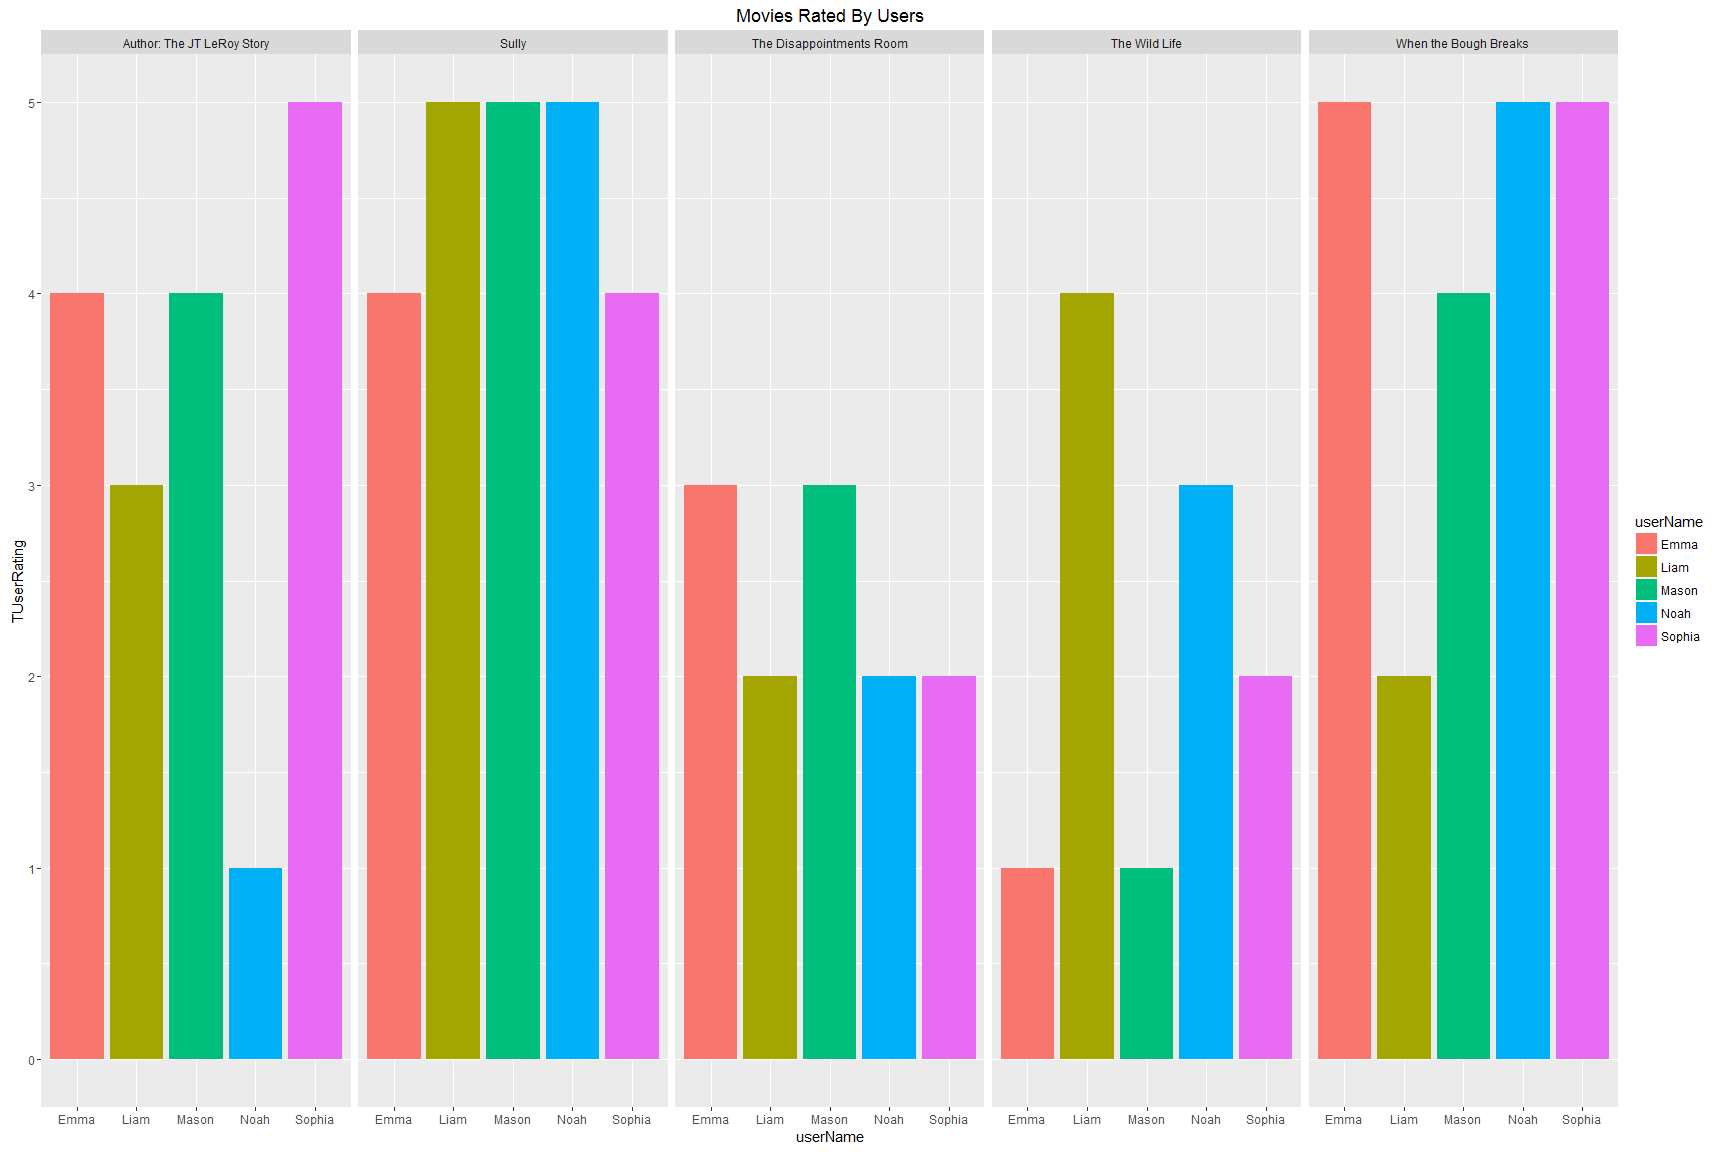 Movies Rated By Users
Author: The JT LeRoy Story
Sully
The Disappointments Room
The Wild Life
When the Bough Breaks
TUserRating
5
4
3
2
1
0
Emma Liam Mason Noah Sophia
Emma Liam Mason Noah Sophia
Emma Liam Mason Noah Sophia
Emma Liam Mason Noah Sophia
Emma Liam Mason Noah Sophia
userName
userName
Emma
Liam
Mason
Noah
Sophia